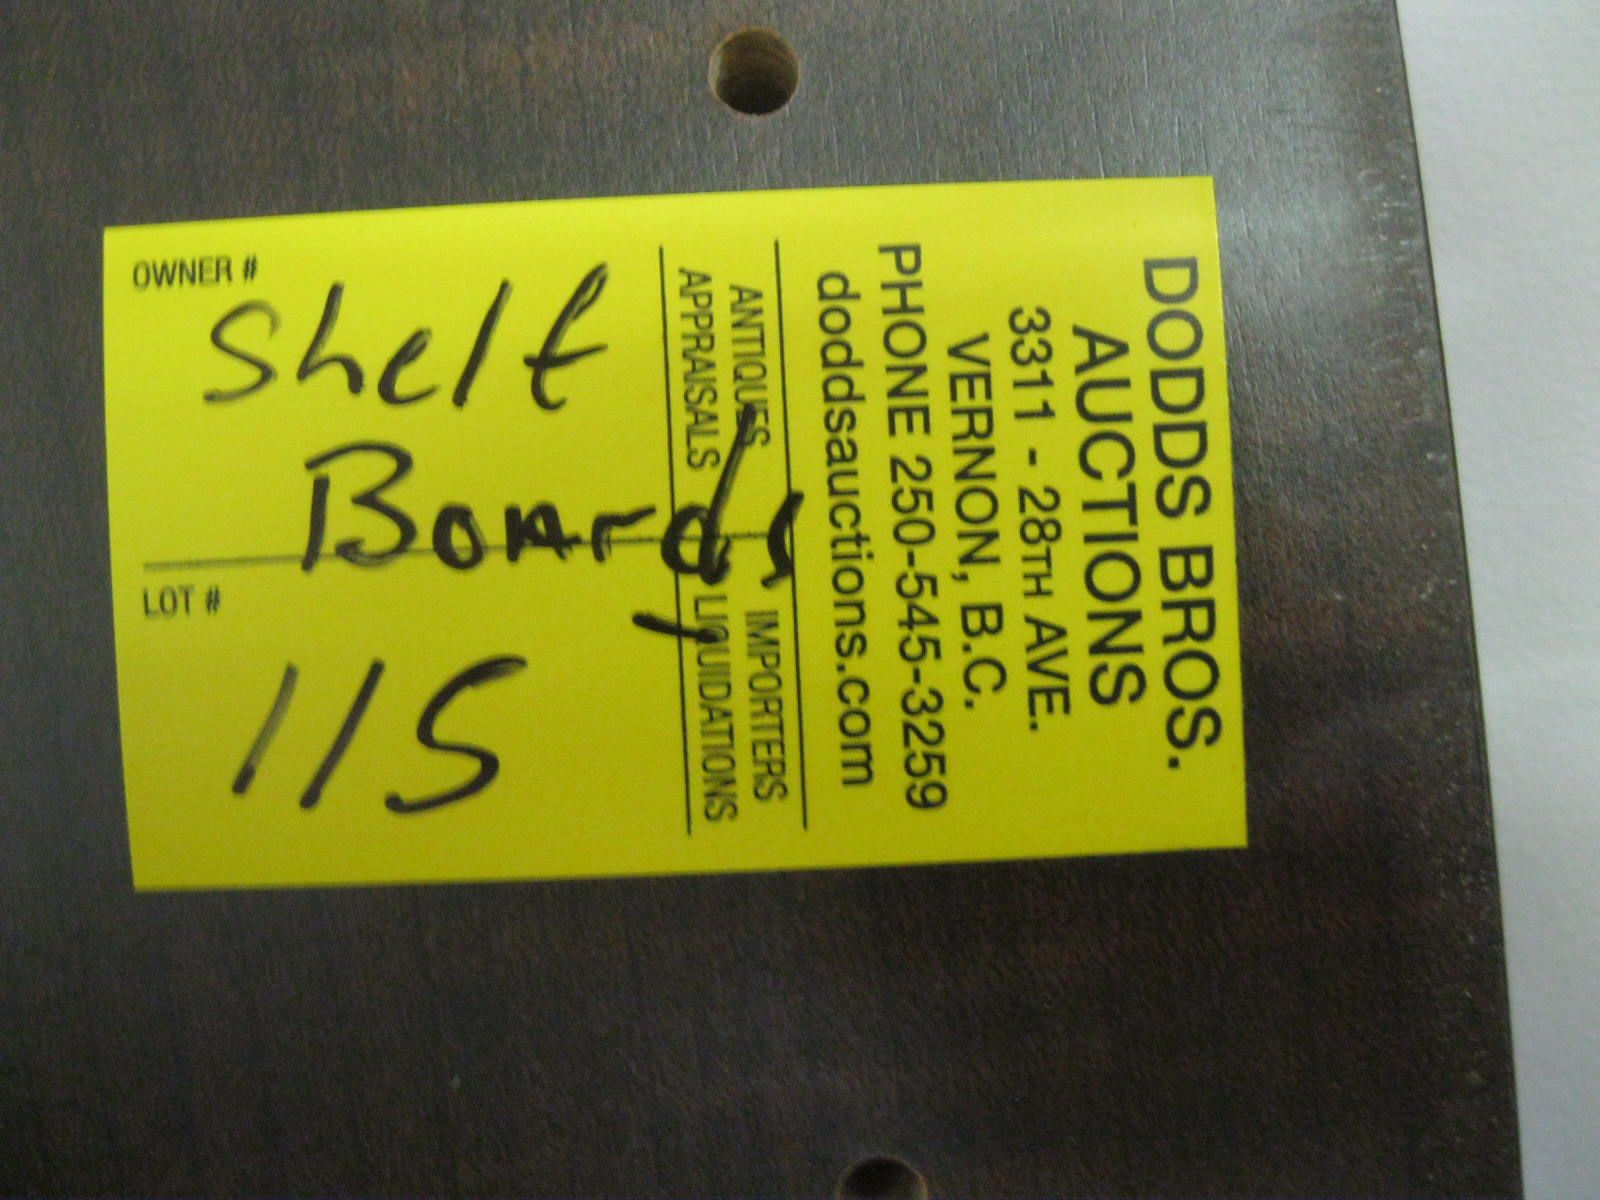 DODDS BROS.
AUCTIONS
3311 - 28TH AVE.
VERNON, B.C.
PHONE 250-545-3259
doddsauctions.com
ANTIQUES IMPORTERS
APPRAISALS LIQUIDATIONS
OWNER #
Shelf
Boards
LOT #
115